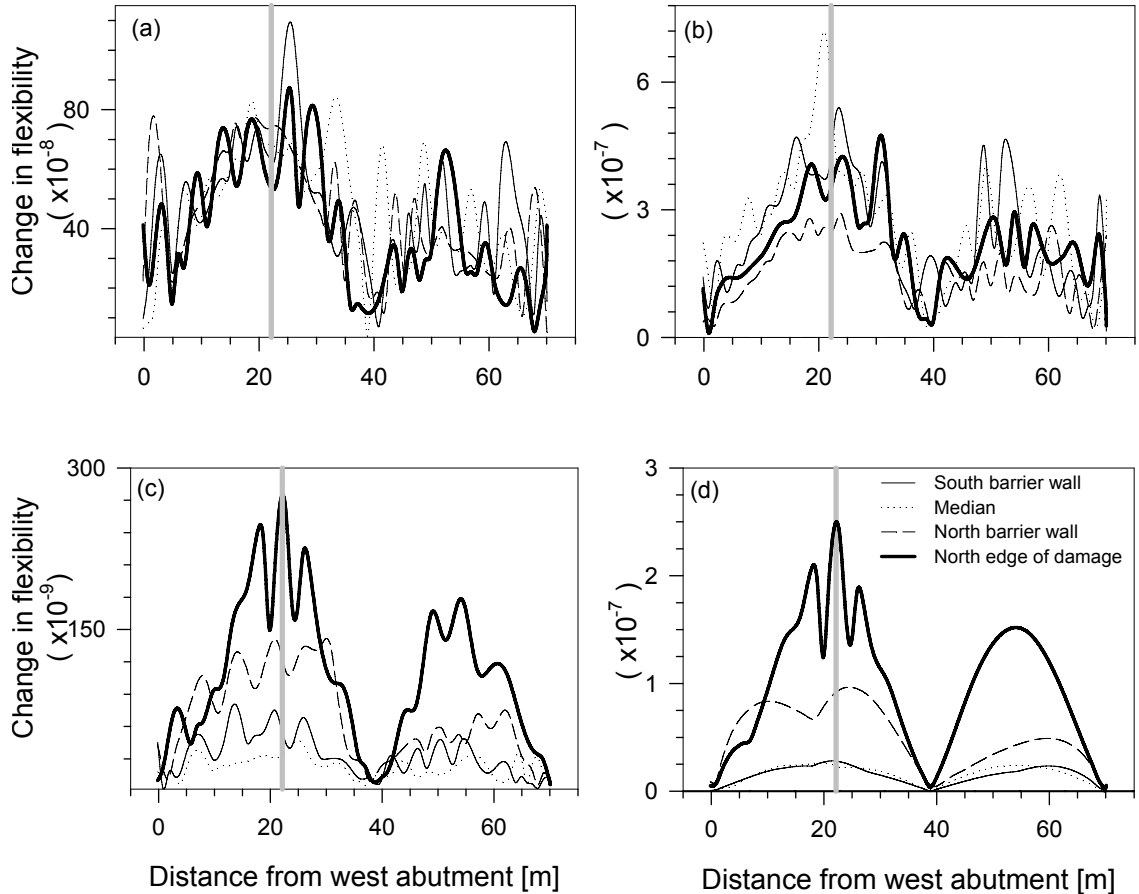 (a)
Change in flexibility
( x10-8 )
80
40
0 20 40 60
(b)
( x10-7 )
6
3
0
0 20 40 60
(c)
Change in flexibility
( x10-9 )
300
150
0 20 40 60
Distance from west abutment [m]
(d)
( x10-7 )
3
2
1
0
South barrier wall
Median
North barrier wall
North edge of damage
0 20 40 60
Distance from west abutment [m]